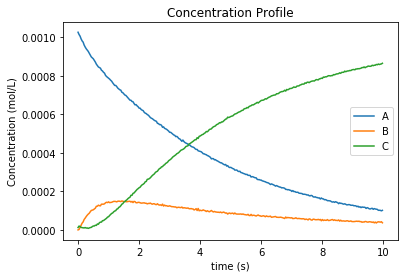 Concentration Profile
Concentration (mol/L)
0.0010
0.0008
0.0006
0.0004
0.0002
0.0000
A
B
C
0 2 4 6 8 10
time (s)